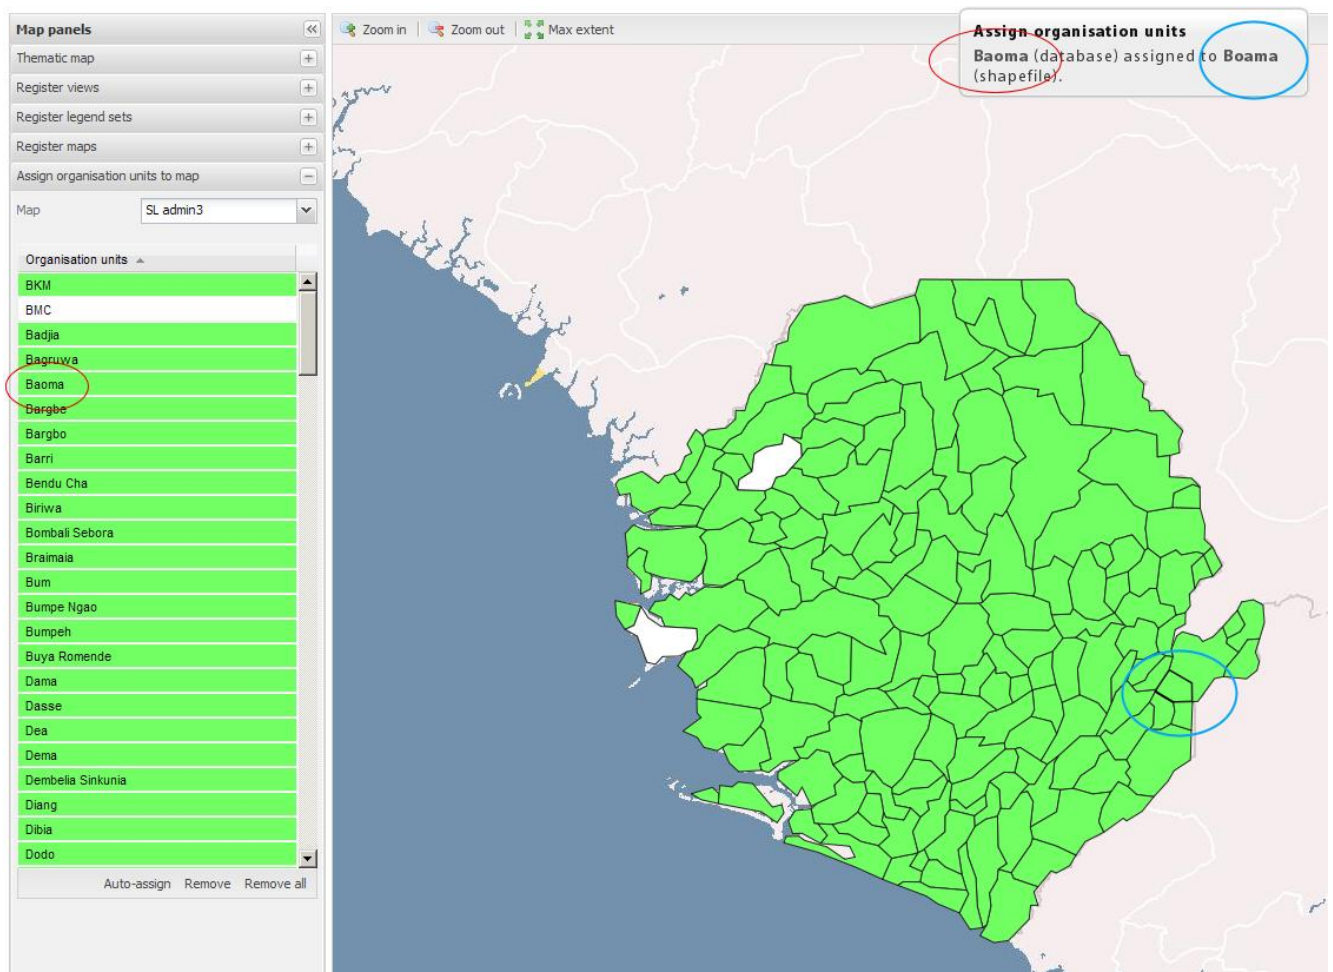 Map panels
Thematic map
Register views
Register legend sets
Register maps
Assign organisation units to map
Map SL admin3
Organisation units
BKM
BMC
Badjia
Bagruwa
Baoma
Bargbe
Bargbo
Barri
Bendu Cha
Biriwa
Bombali Sebora
Braimaia
Bum
Bumpe Ngao
Bumpeh
Buya Romende
Dama
Dasse
Dea
Dema
Dembelia Sinkunia
Diang
Dibia
Dodo
Auto-assign Remove Remove all
Zoom in Zoom out Max extent
Assign organisation units
Baoma (database) assigned to Boama
(shapefile).